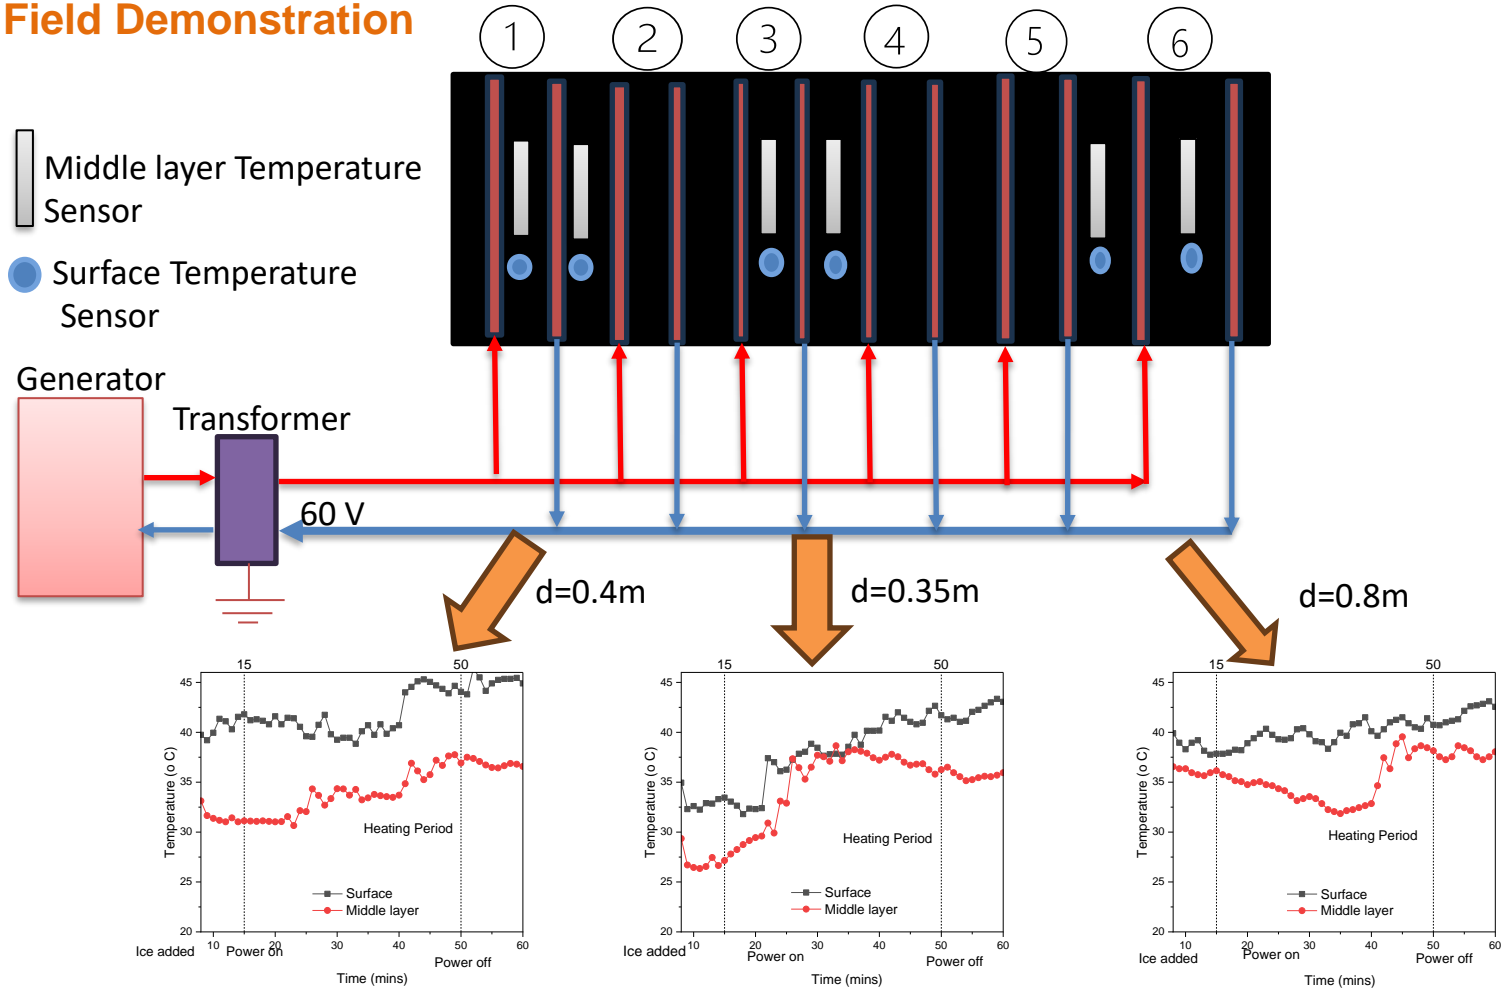 Field Demonstration
1
2
3
4
5
6
Middle layer Temperature
Sensor
Surface Temperature
Sensor
Generator
Transformer
60 V
d=0.4m
d=0.35m
d=0.8m
15
50
45
40
35
30
25
20
Temperature (o C)
Heating Period
Surface
Middle layer
10
20
30
40
50
60
Ice added
Power on
Power off
Time (mins)
15
50
45
40
35
30
25
20
Temperature (o C)
Heating Period
Surface
Middle layer
10
20
30
40
50
60
Ice added
Power on
Power off
Time (mins)
15
50
45
40
35
30
25
20
Temperature (o C)
Heating Period
Surface
Middle layer
10
20
30
40
50
60
Ice added
Power on
Power off
Time (mins)